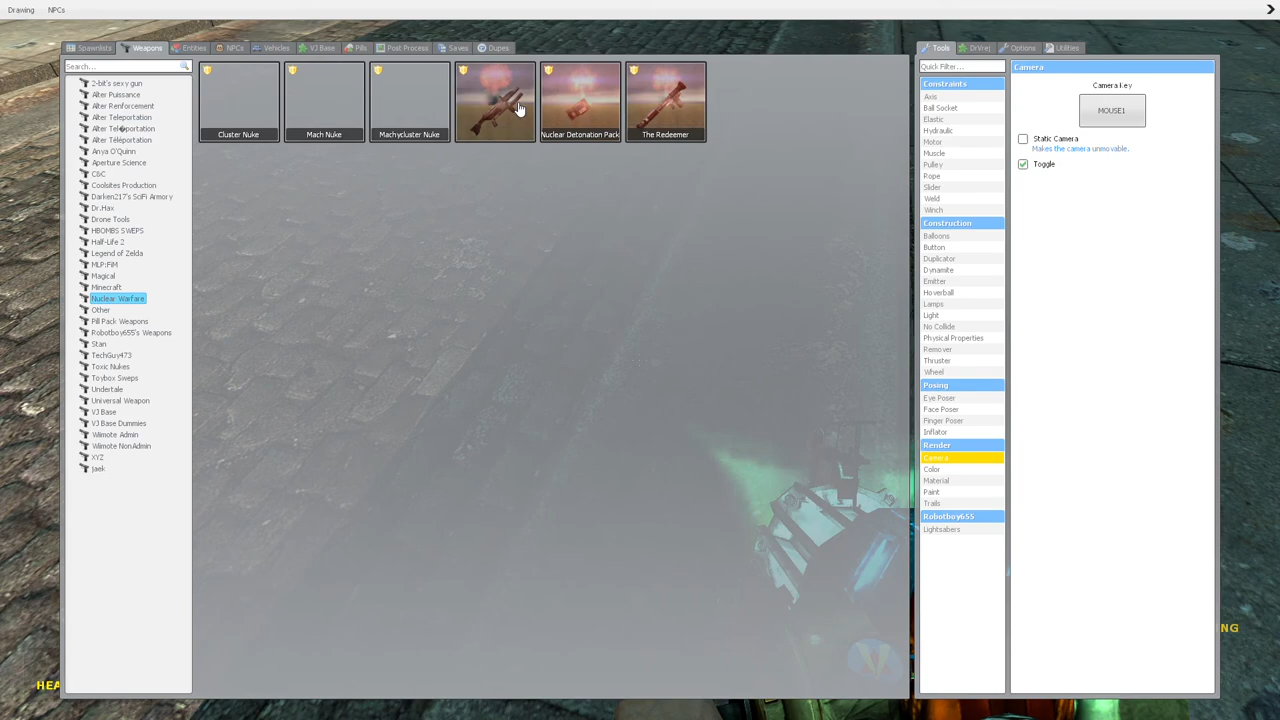 Drawing NPCs
Spawnlists Weapons Entities NPCs Vehicles VJ Base Pills Post Process Saves Dupes
Search...
2-bit's sexy gun
Alter Puissance
Alter Renforcement
Alter Teleportation
Alter Tel�portation
Alter Téléportation
Anya O'Quinn
Aperture Science
C&C
Coolsites Production
Darken217's SciFi Armory
Dr.Hax
Drone Tools
HBOMBS SWEPS
Half-Life 2
Legend of Zelda
MLP:FiM
Magical
Minecraft
Nuclear Warfare
Other
Pill Pack Weapons
Robotboy655's Weapons
Stan
TechGuy473
Toxic Nukes
Toybox Sweps
Undertale
Universal Weapon
VJ Base
VJ Base Dummies
Wiimote Admin
Wiimote NonAdmin
XYZ
jaek
Cluster Nuke
Mach Nuke
Machycluster Nuke
Nuclear Detonation Pack
The Redeemer
Tools DrVrej Options Utilities
Quick Filter...
Constraints
Axis
Ball Socket
Elastic
Hydraulic
Motor
Muscle
Pulley
Rope
Slider
Weld
Winch
Construction
Balloons
Button
Duplicator
Dynamite
Emitter
Hoverball
Lamps
Light
No Collide
Physical Properties
Remover
Thruster
Wheel
Posing
Eye Poser
Face Poser
Finger Poser
Inflator
Render
Camera
Color
Material
Paint
Trails
Robotboy655
Lightsabers
Camera
Camera Key
MOUSE1
Static Camera
Makes the camera unmovable.
Toggle
HEA
NG